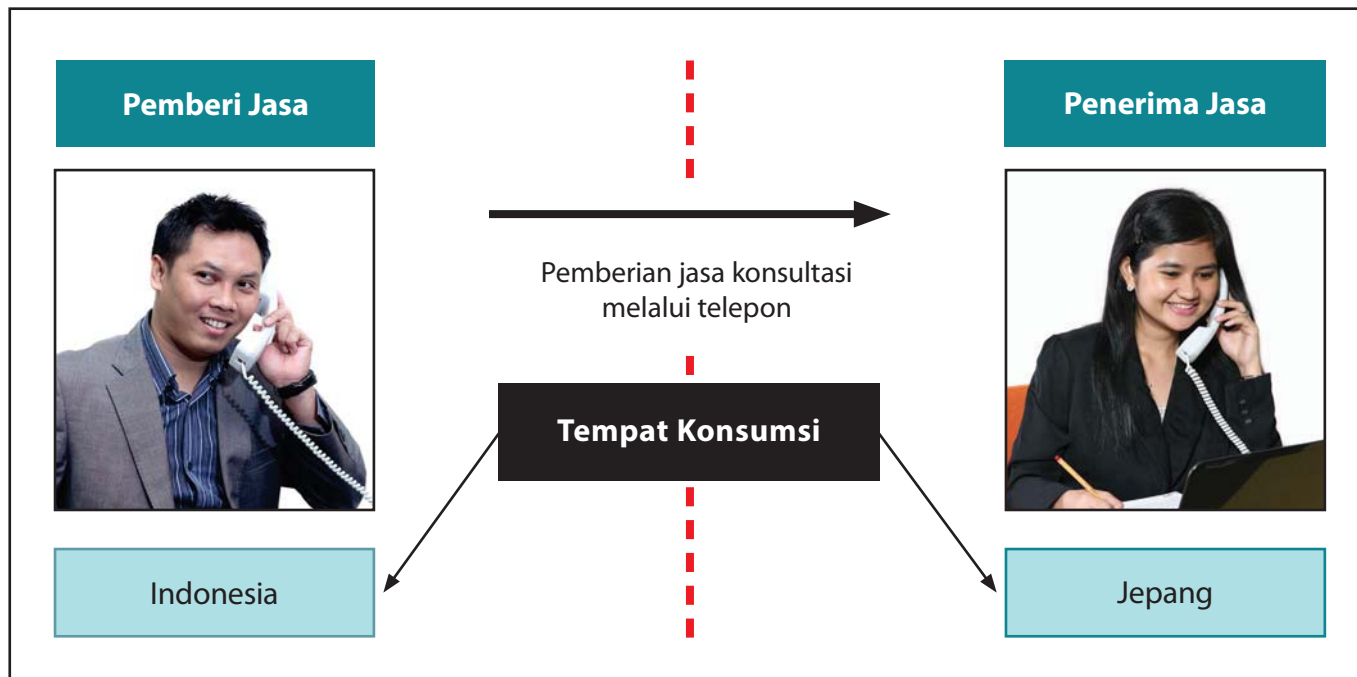 Pemberi Jasa
Penerima Jasa
Pemberian jasa konsultasi
melalui telepon
Tempat Konsumsi
Indonesia
Jepang